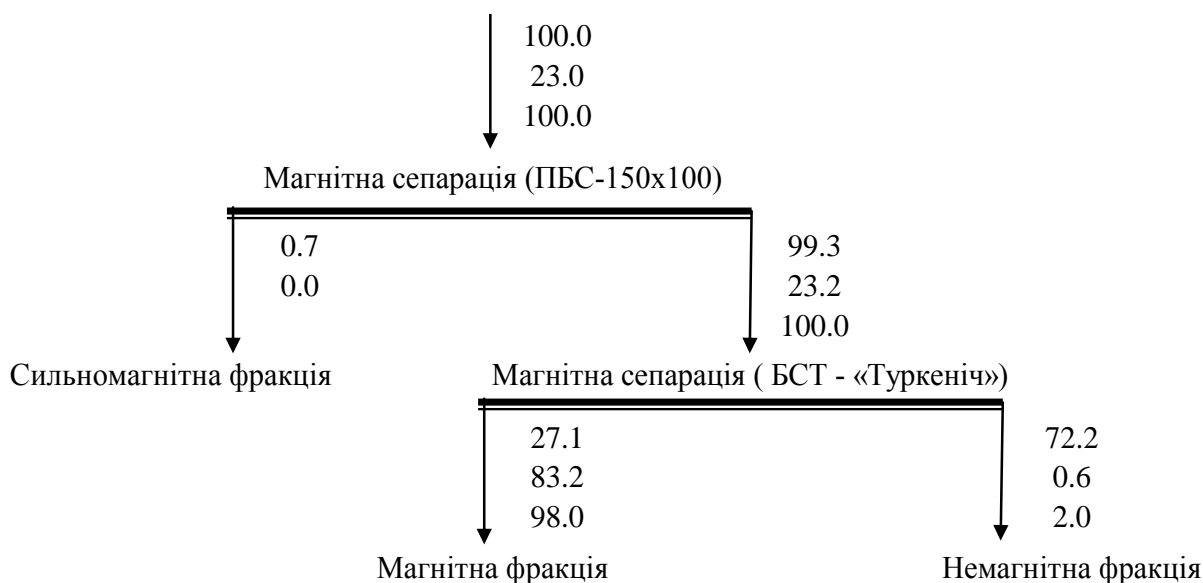 100.0
23.0
100.0
Магнітна сепарація (ПБС-150х100)
0.7
0.0
99.3
23.2
100.0
Сильномагнітна фракція
Магнітна сепарація ( БСТ - «Туркеніч»)
27.1
83.2
98.0
72.2
0.6
2.0
Магнітна фракція
Немагнітна фракція